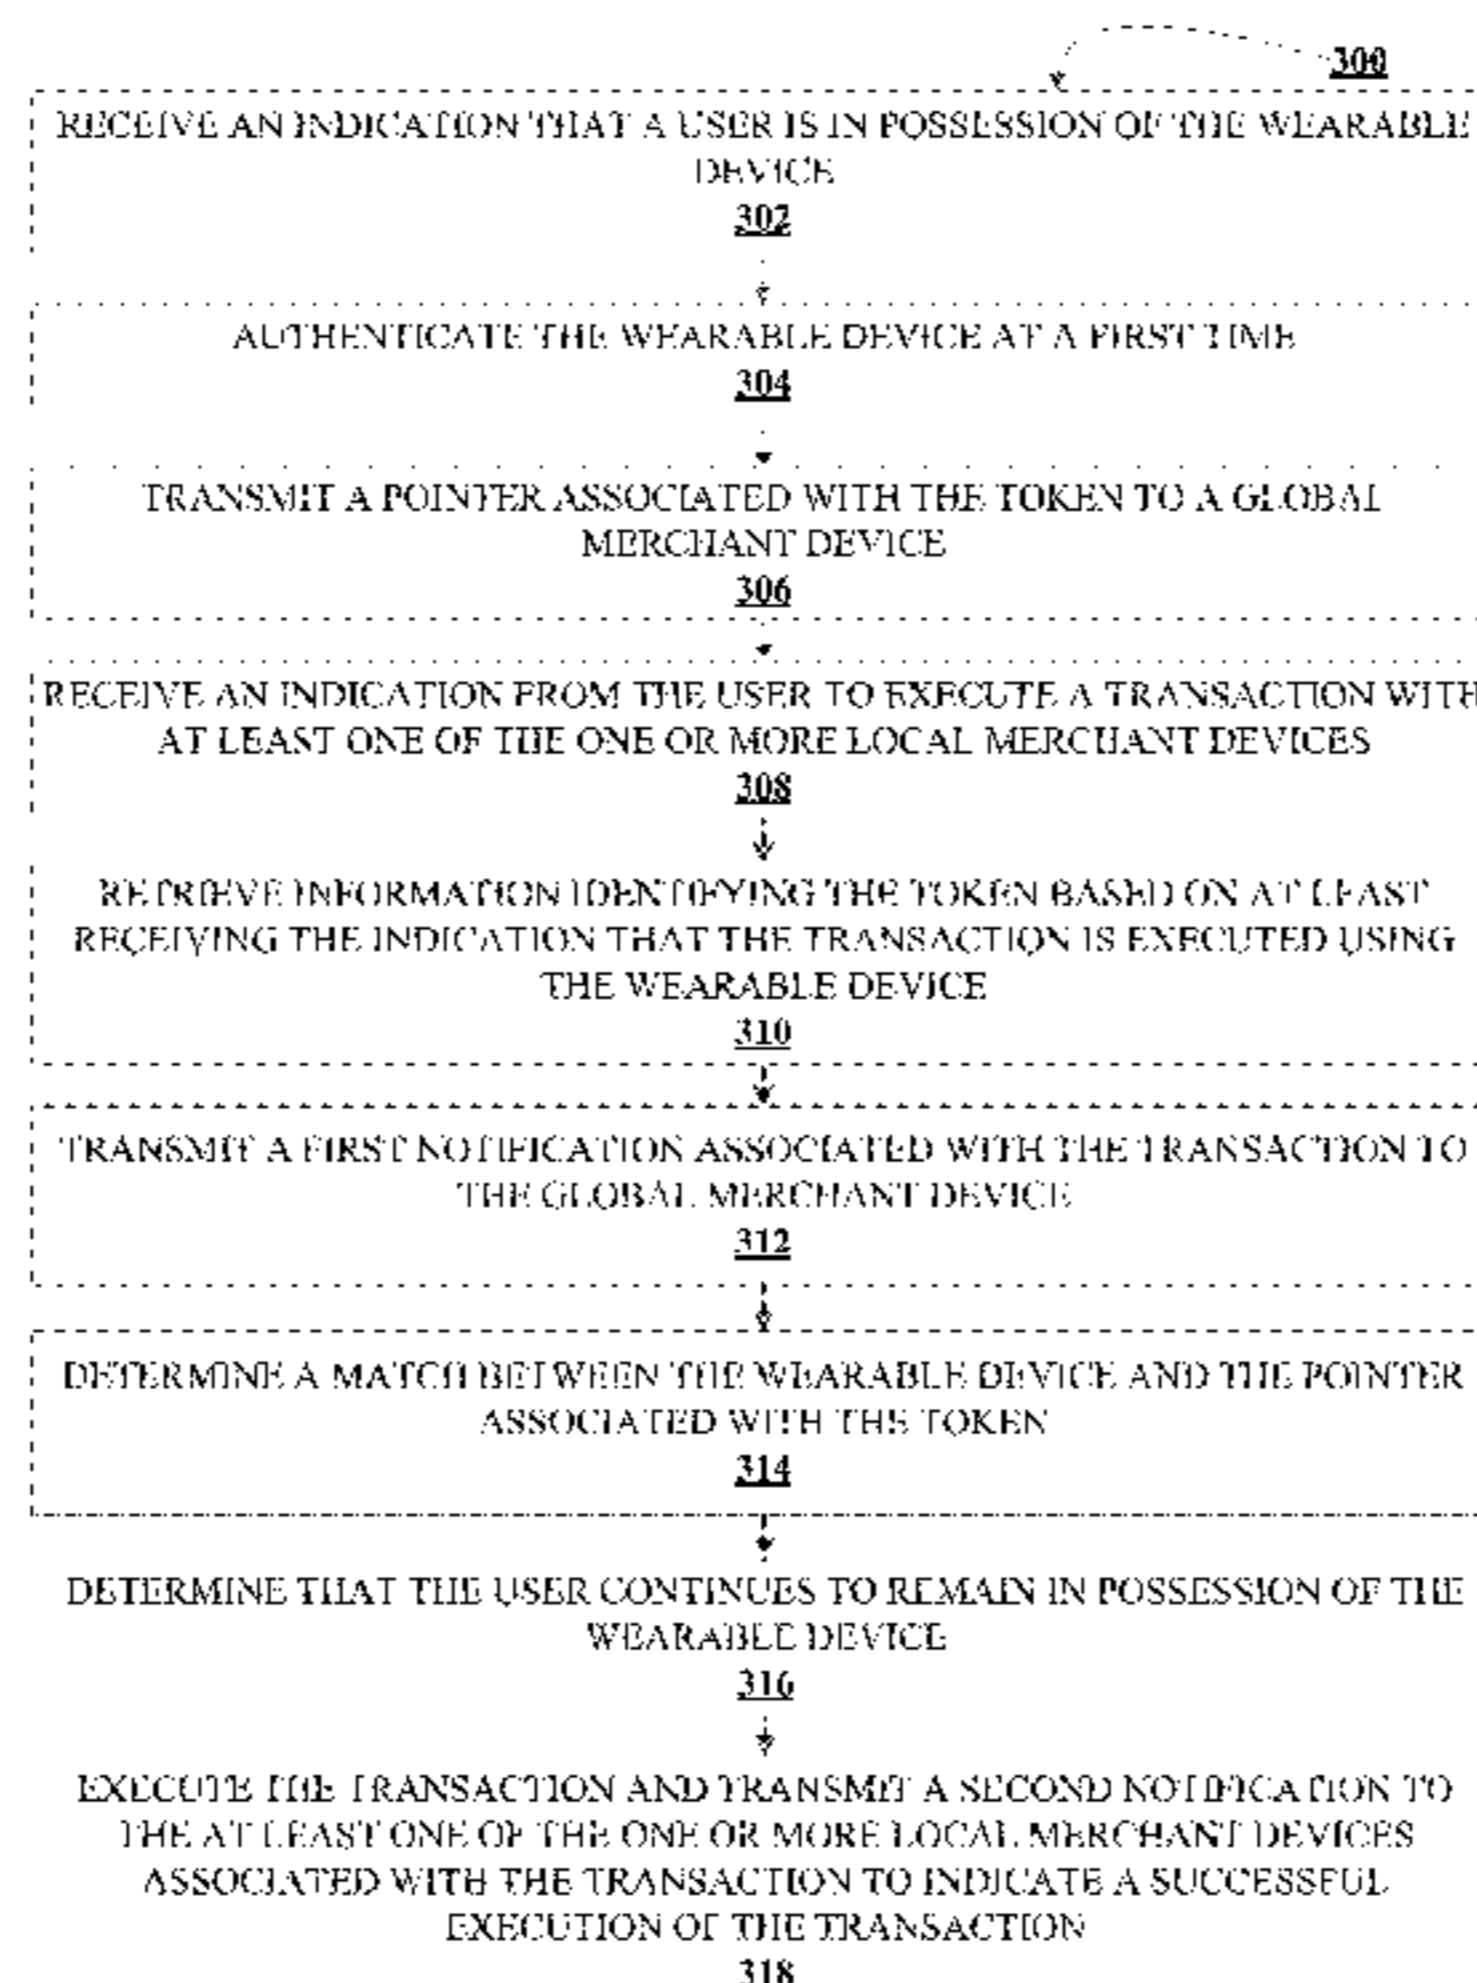 300
RECEIVE AN INDICATION THAT A USER IS IN POSSESSION OF THE WEARABLE
DEVICE
302
AUTHENTICATE THE WEARABLE DEVICE AT A FIRST TIME
304
TRANSMIT A POINTER ASSOCIATED WITH THE TOKEN TO A GLOBAL
MERCHANT DEVICE
306
RECEIVE AN INDICATION FROM THE USER TO EXECUTE A TRANSACTION WITH
AT LEAST ONE OF THE ONE OR MORE LOCAL MERCHANT DEVICES
308
RETRIEVE INFORMATION IDENTIFYING THE TOKEN BASED ON AT LEAST
RECEIVING THE INDICATION THAT THE TRANSACTION IS EXECUTED USING
THE WEARABLE DEVICE
310
TRANSMIT A FIRST NOTIFICATION ASSOCIATED WITH THE TRANSACTION TO
THE GLOBAL MERCHANT DEVICE
312
DETERMINE A MATCH BETWEEN THE WEARABLE DEVICE AND THE POINTER
ASSOCIATED WITH THE TOKEN
314
DETERMINE THAT THE USER CONTINUES TO REMAIN IN POSSESSION OF THE
WEARABLE DEVICE
316
EXECUTE THE TRANSACTION AND TRANSMIT A SECOND NOTIFICATION TO
THE AT LEAST ONE OF THE ONE OR MORE LOCAL MERCHANT DEVICES
ASSOCIATED WITH THE TRANSACTION TO INDICATE A SUCCESSFUL
EXECUTION OF THE TRANSACTION
318